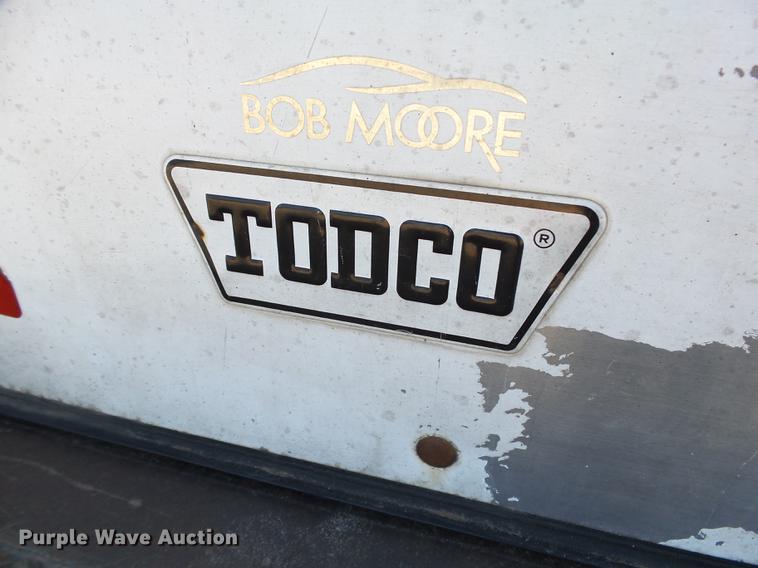 BOB MOORE
TODCO ®
Purple Wave Auction®